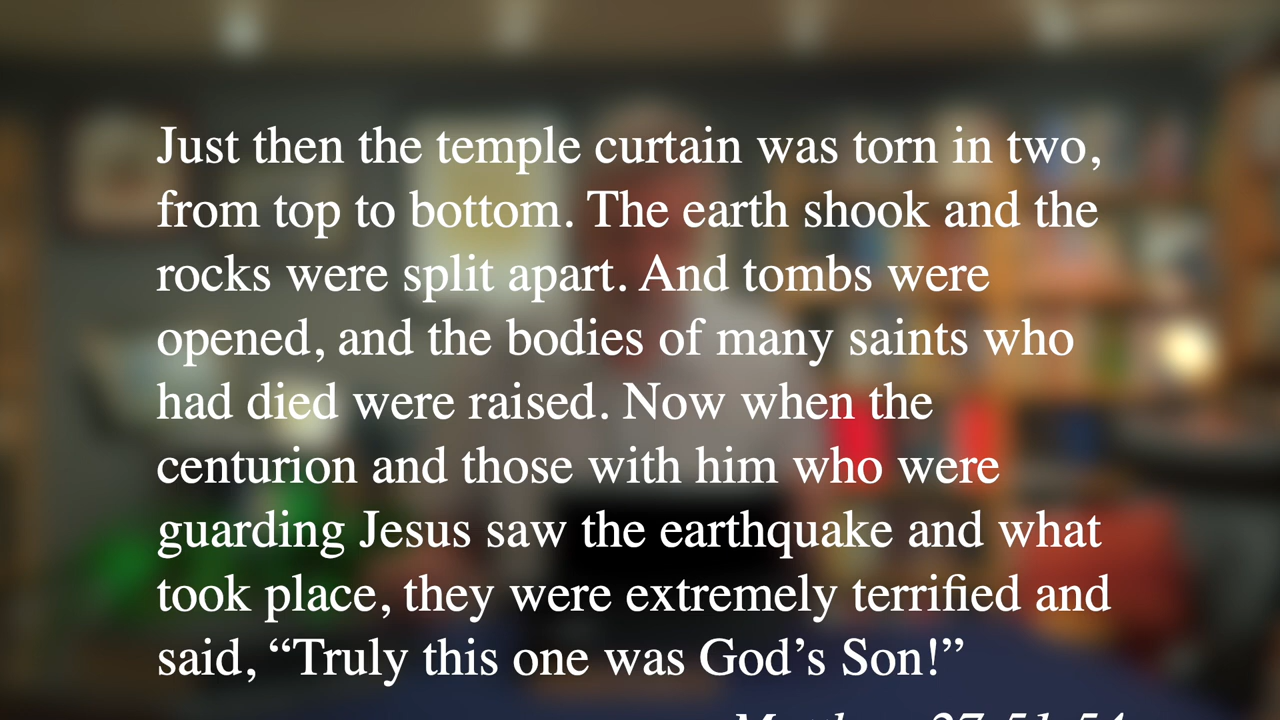 Just then the temple curtain was torn in two,
from top to bottom. The earth shook and the
rocks were split apart. And tombs were
opened, and the bodies of many saints who
had died were raised. Now when the
centurion and those with him who were
guarding Jesus saw the earthquake and what
took place, they were extremely terrified and
said, “Truly this one was God’s Son!”